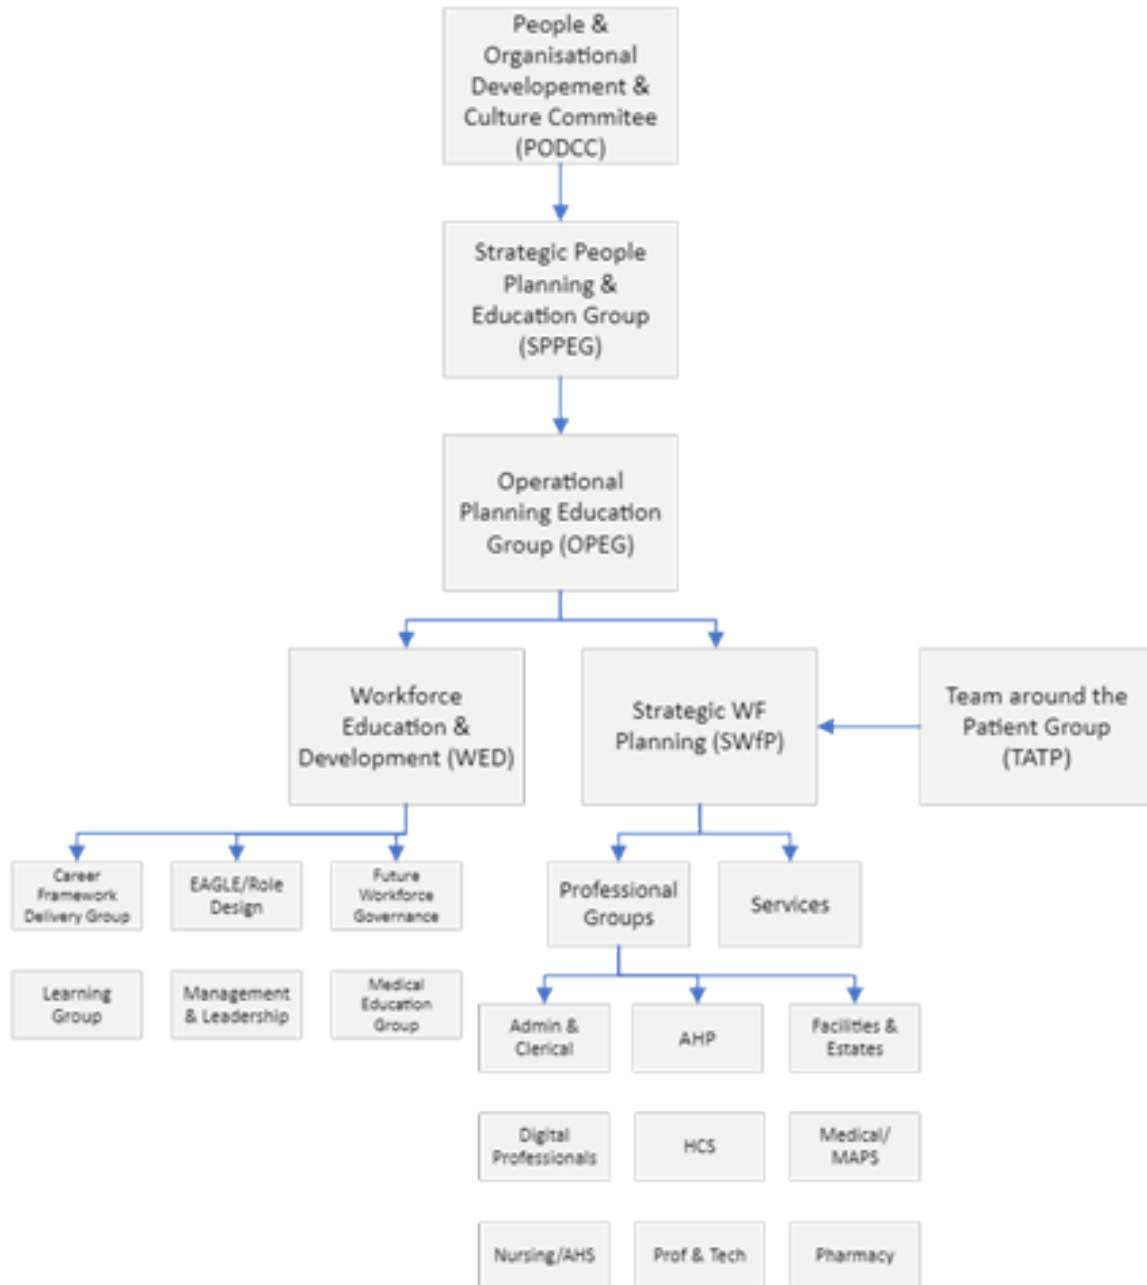 People &
Organisational
Developement &
Culture Commitee
(PODCC)
Strategic People
Planning &
Education Group
(SPPEG)
Operational
Planning Education
Group (OPEG)
Workforce
Education &
Development (WED)
Strategic WF
Planning (SWfP)
Team around the
Patient Group
(TATP)
Career
Framework
Delivery Group
EAGLE/Role
Design
Future
Workforce
Governance
Professional
Groups
Services
Learning
Group
Management
& Leadership
Medical
Education
Group
Admin &
Clerical
AHP
Facilities &
Estates
Digital
Professionals
HCS
Medical/
MAPS
Nursing/AHS
Prof & Tech
Pharmacy